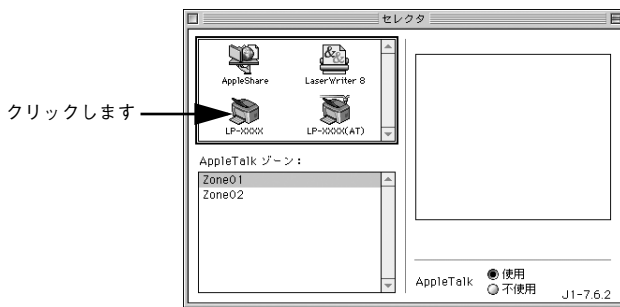 セレクタ
AppleShare
LaserWriter 8
クリックします
LP-XXXX
LP-XXXX(AT)
AppleTalk ゾーン：
Zone01
Zone02
AppleTalk
使用
不使用
J1-7.6.2